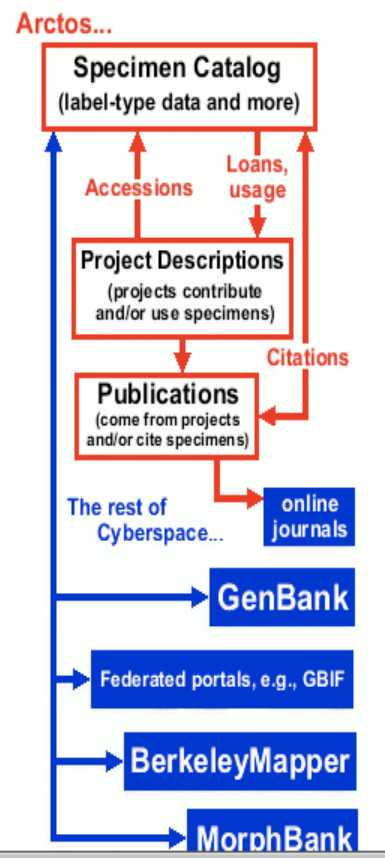 Arctos...
Specimen Catalog
(label-type data and more)
Accessions
Loans,
usage
Project Descriptions
(projects contribute
and/or use specimens)
Citations
Publications
(come from projects
and/or cite specimens)
The rest of
Cyberspace...
online
journals
GenBank
Federated portals, e.g., GBIF
BerkeleyMapper
MorphBank